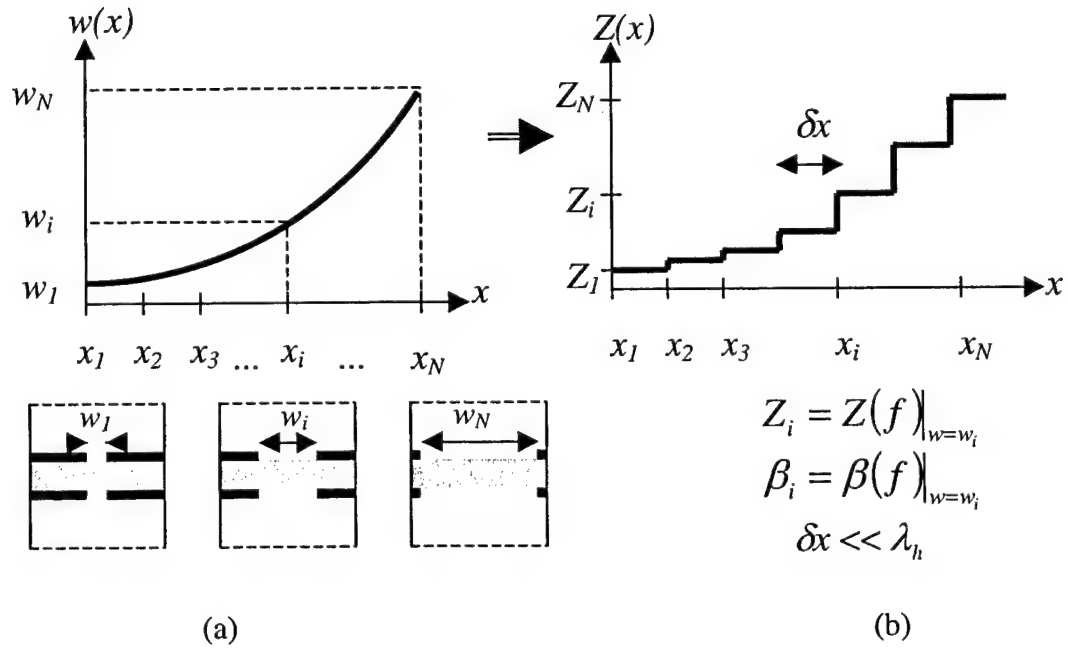 w(x)
w_N
w_i
w_1
x
x_1 x_2 x_3 ... x_i ... x_N
w_1
w_i
w_N
(a)
Z(x)
Z_N
δx
Z_i
Z_1
x
x_1 x_2 x_3 x_i x_N
Z_i = Z(f)|_{w=w_i}
β_i = β(f)|_{w=w_i}
δx << λ_h
(b)